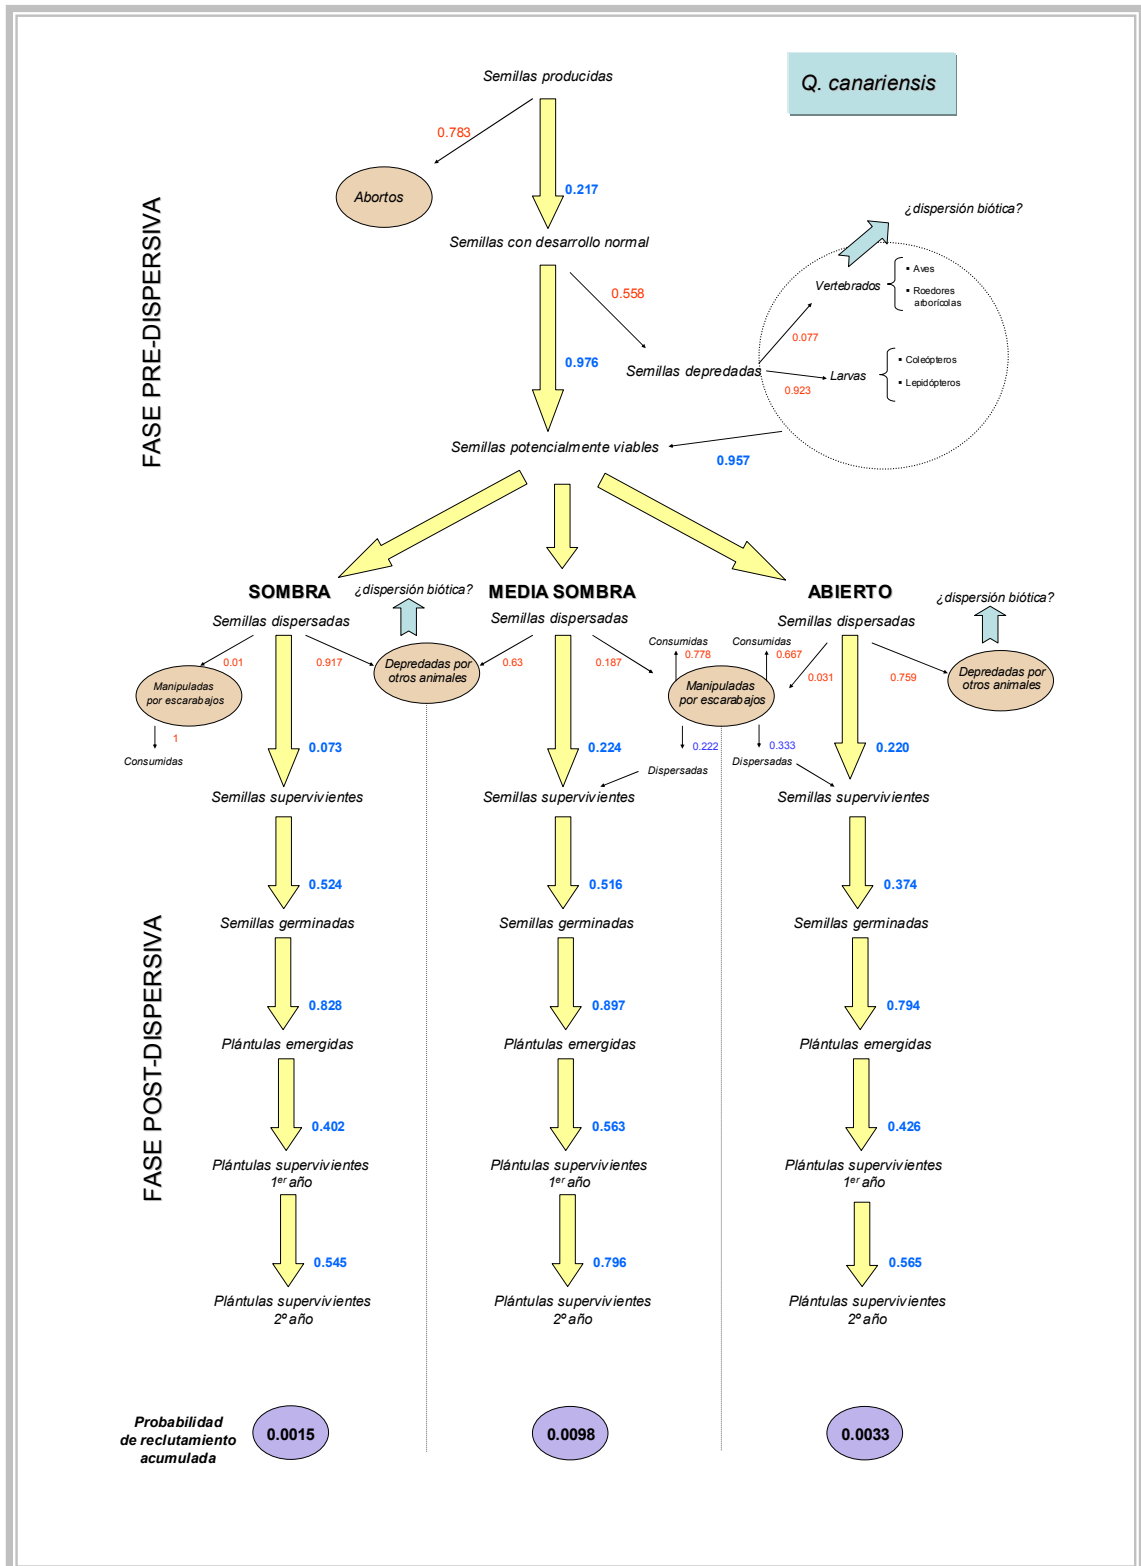 Semillas producidas
Q. canariensis
0.783
Abortos
0.217
¿dispersión biótica?
Semillas con desarrollo normal
FASE PRE-DISPERSIVA
0.558
Vertebrados
▪ Aves
▪ Roedores
arborícolas
0.077
0.976
Semillas depredadas
0.923
Larvas
▪ Coleópteros
▪ Lepidópteros
Semillas potencialmente viables
0.957
SOMBRA
¿dispersión biótica?
MEDIA SOMBRA
ABIERTO
¿dispersión biótica?
Semillas dispersadas
Semillas dispersadas
Semillas dispersadas
0.01
0.917
Depredadas por
otros animales
0.63
0.187
Consumidas
0.778
Consumidas
0.667
0.031
0.759
Depredadas por
otros animales
Manipuladas
por escarabajos
Manipuladas
por escarabajos
1
Consumidas
0.073
0.224
0.222
Dispersadas
0.333
Dispersadas
0.220
Semillas supervivientes
Semillas supervivientes
Semillas supervivientes
0.524
0.516
0.374
FASE POST-DISPERSIVA
Semillas germinadas
Semillas germinadas
Semillas germinadas
0.828
0.897
0.794
Plántulas emergidas
Plántulas emergidas
Plántulas emergidas
0.402
0.563
0.426
Plántulas supervivientes
1er año
Plántulas supervivientes
1er año
Plántulas supervivientes
1er año
0.545
0.796
0.565
Plántulas supervivientes
2º año
Plántulas supervivientes
2º año
Plántulas supervivientes
2º año
Probabilidad
de reclutamiento
acumulada
0.0015
0.0098
0.0033